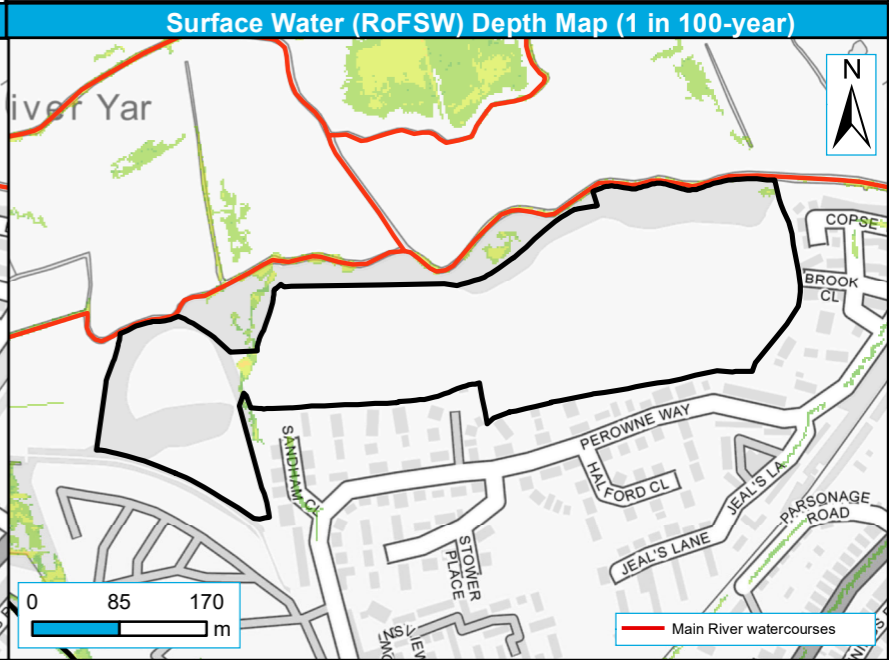 Surface Water (RoFSW) Depth Map (1 in 100-year)
iver Yar
N
COPSE
BROOK
CL
PEROWNE WAY
SANDHAM CL
HALFORD CL
JEAL'S LA
PARSONAGE
ROAD
STOWER
PLACE
JEAL'S LANE
0 85 170
m
Main River watercourses